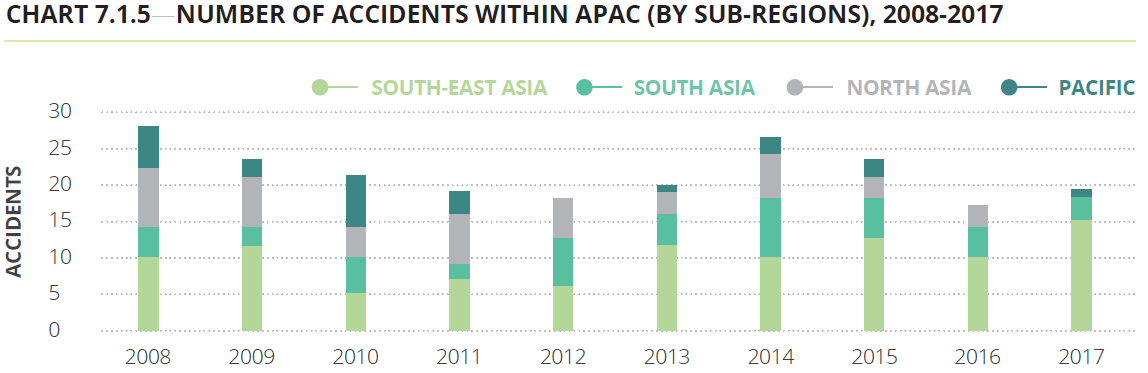 CHART 7.1.5—NUMBER OF ACCIDENTS WITHIN APAC (BY SUB-REGIONS), 2008-2017
SOUTH-EAST ASIA SOUTH ASIA NORTH ASIA PACIFIC
ACCIDENTS
30
25
20
15
10
5
0
2008 2009 2010 2011 2012 2013 2014 2015 2016 2017